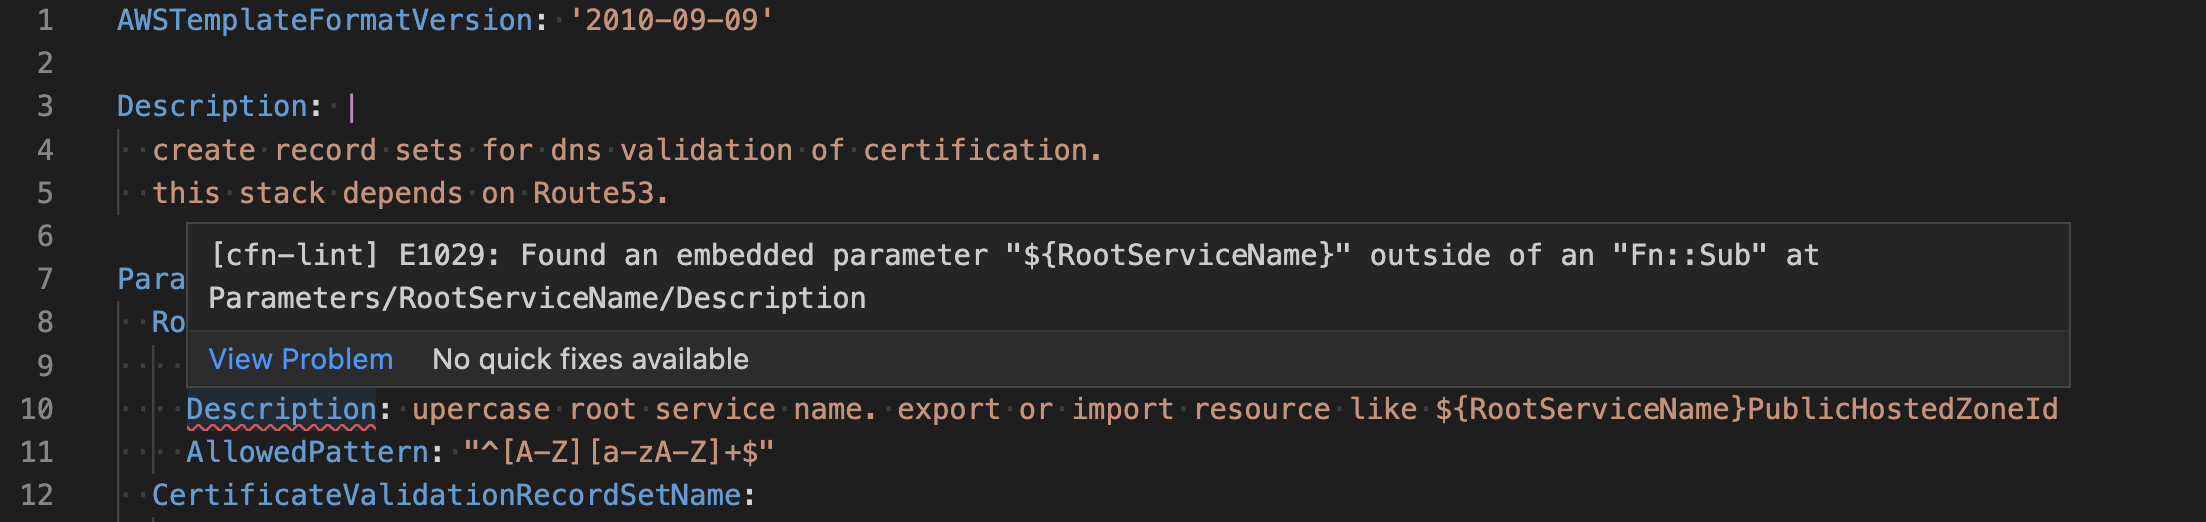 1 AWSTemplateFormatVersion: '2010-09-09'
2
3 Description: |
4 create record sets for dns validation of certification.
5 this stack depends on Route53.
6
[cfn-lint] E1029: Found an embedded parameter "${RootServiceName}" outside of an "Fn::Sub" at
7 Para
Parameters/RootServiceName/Description
8 Ro
9
View Problem No quick fixes available
10 Description: upercase root service name. export or import resource like ${RootServiceName}PublicHostedZoneId
11 AllowedPattern: "^[A-Z][a-zA-Z]+$"
12 CertificateValidationRecordSetName: